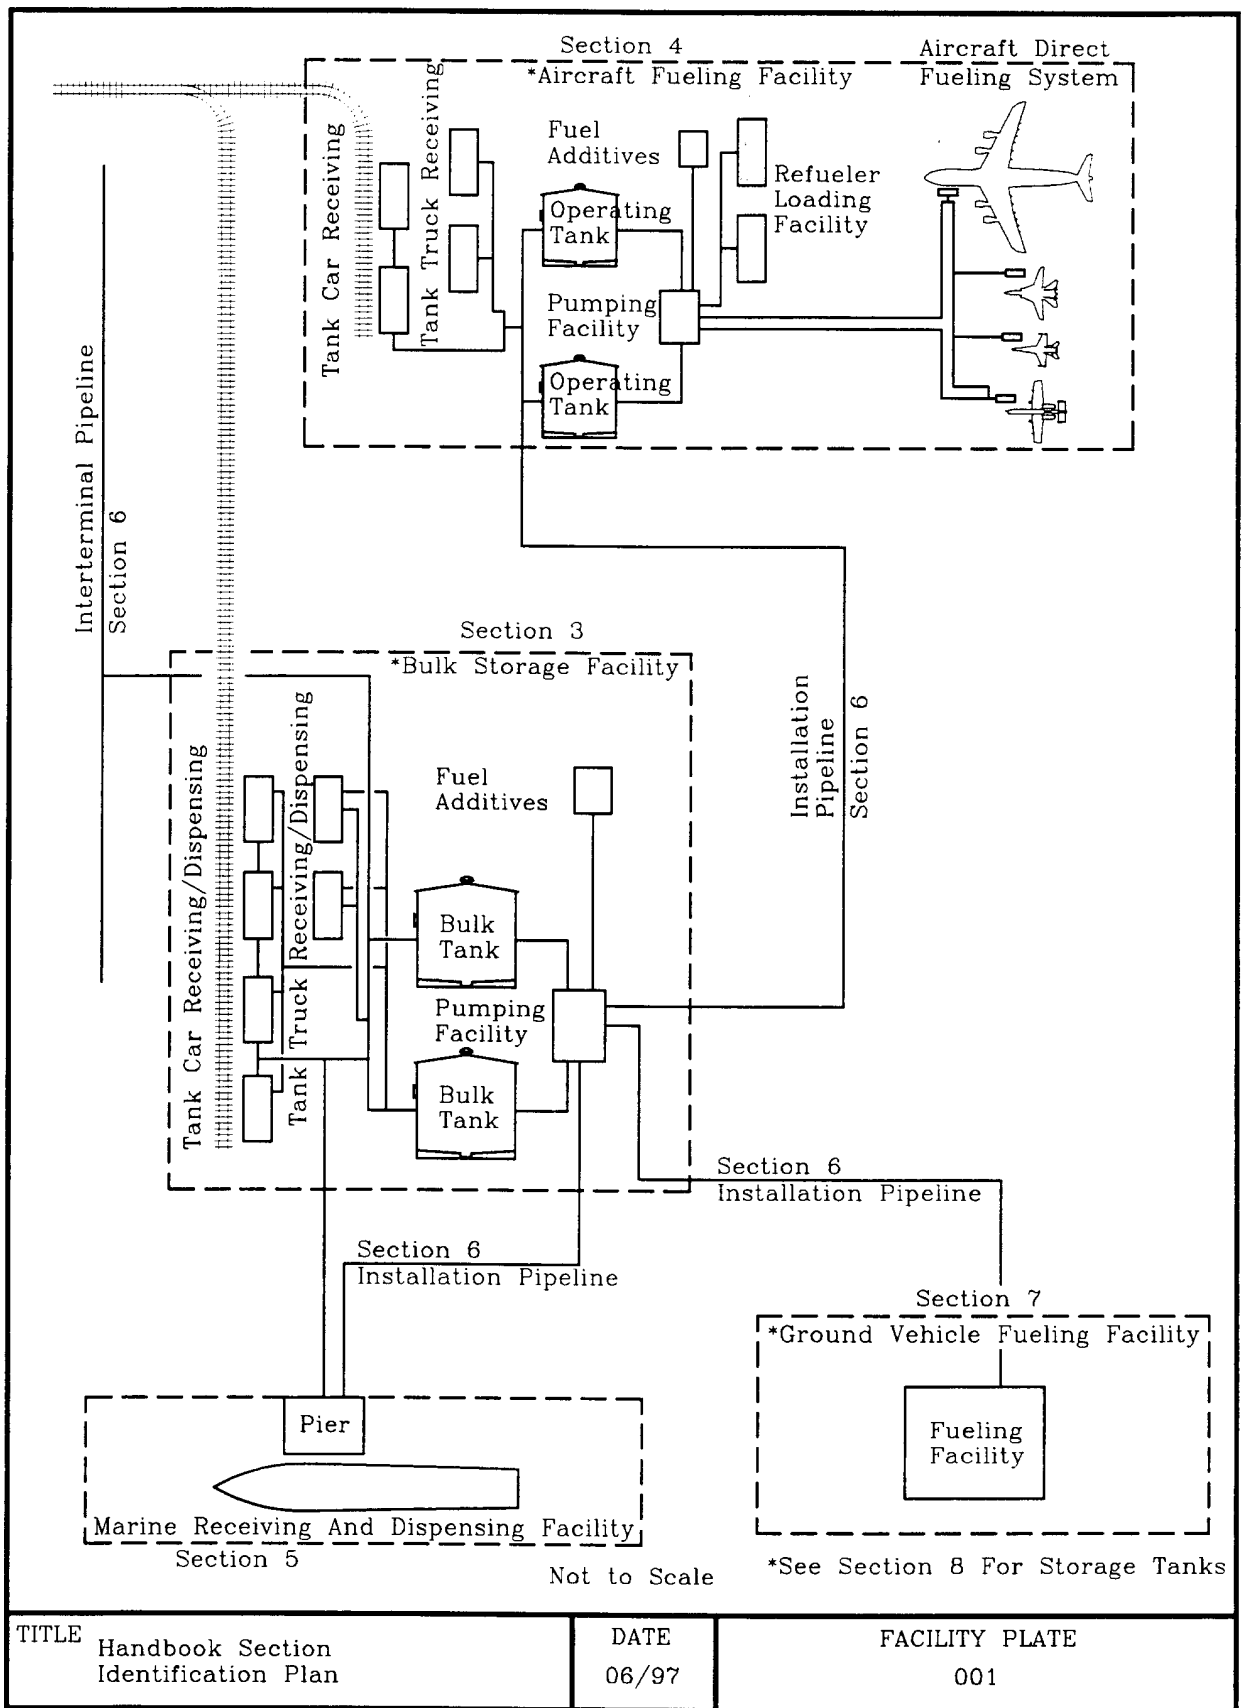 Section 4
*Aircraft Fueling Facility
Aircraft Direct
Fueling System
Tank Car Receiving
Tank Truck Receiving
Fuel
Additives
Operating
Tank
Refueler
Loading
Facility
Pumping
Facility
Operating
Tank
Interterminal Pipeline
Section 6
Section 3
*Bulk Storage Facility
Tank Car Receiving/Dispensing
Tank Truck Receiving/Dispensing
Fuel
Additives
Bulk
Tank
Pumping
Facility
Bulk
Tank
Installation
Pipeline
Section 6
Section 6
Installation Pipeline
Section 6
Installation Pipeline
Section 7
*Ground Vehicle Fueling Facility
Fueling
Facility
Pier
Marine Receiving And Dispensing Facility
Section 5
Not to Scale
*See Section 8 For Storage Tanks
TITLE
Handbook Section
Identification Plan
DATE
06/97
FACILITY PLATE
001